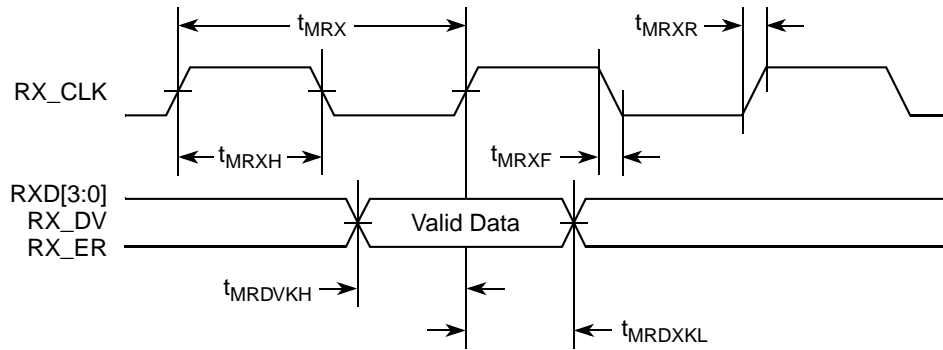 tMRX
tMRXR
RX_CLK
tMRXH
tMRXF
RXD[3:0]
RX_DV
RX_ER
Valid Data
tMRDVKH
tMRDXKL